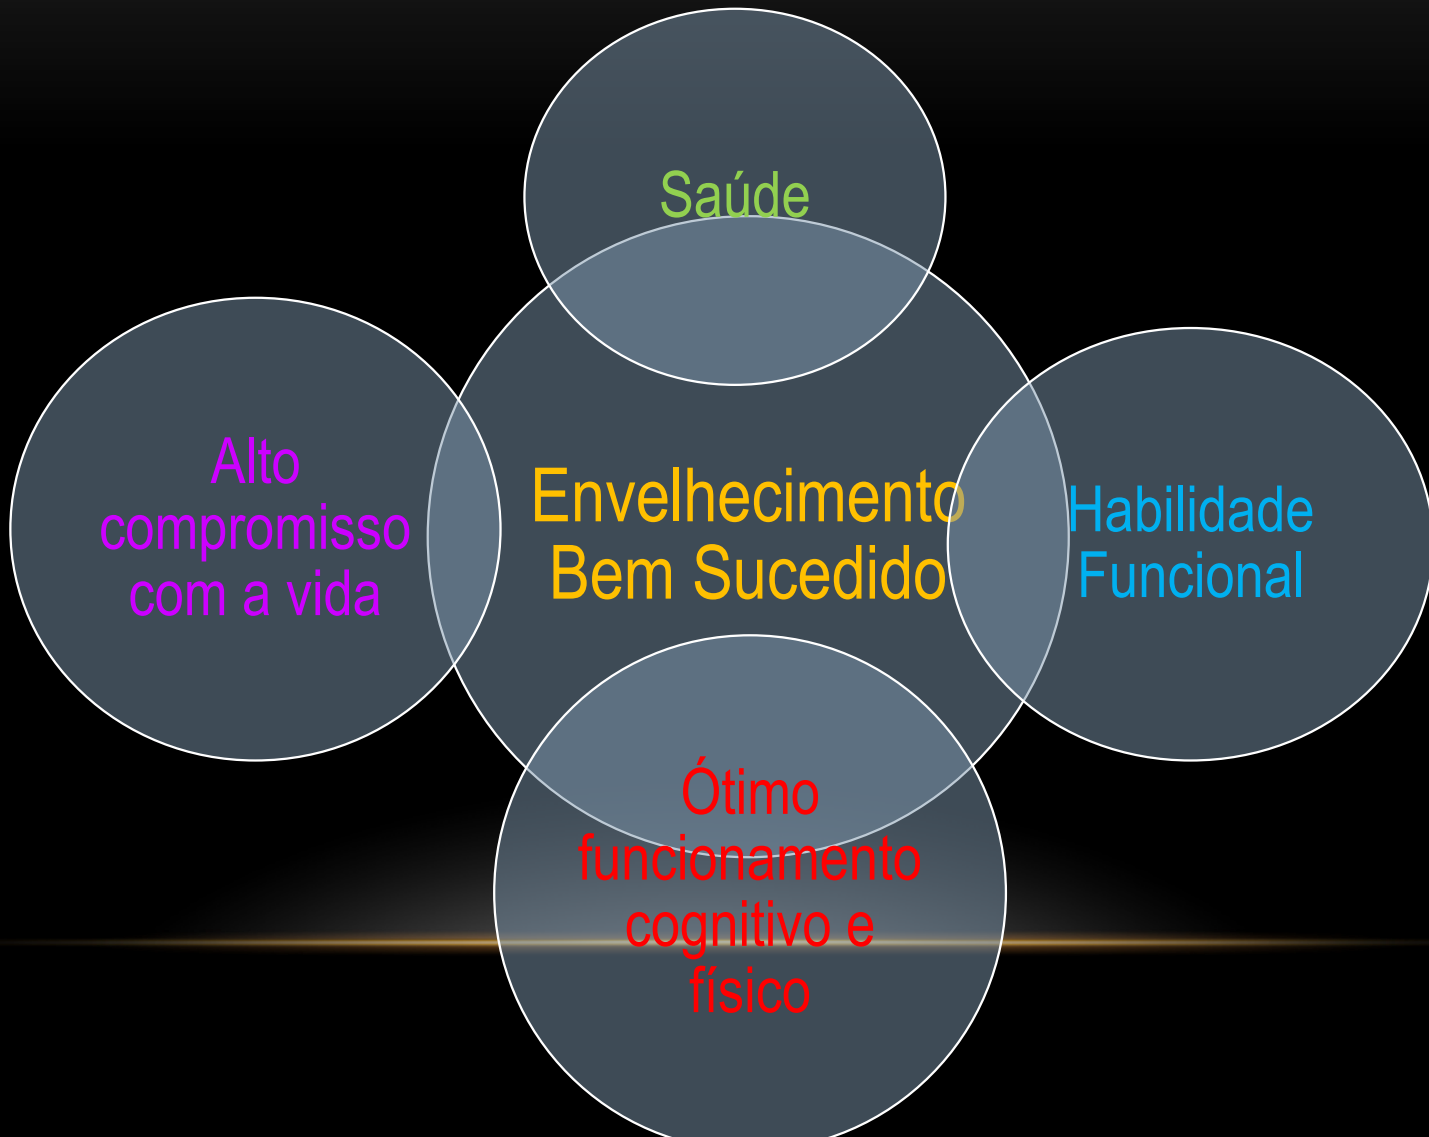 Saúde
Alto
compromisso
com a vida
Envelhecimento
Bem Sucedido
Habilidade
Funcional
Ótimo
funcionamento
cognitivo e
físico